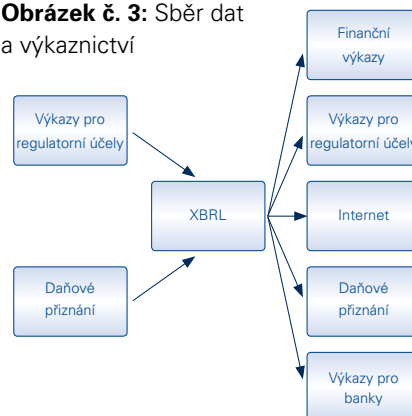 Obrázek č. 3: Sběr dat
a výkaznictví
Výkazy pro
regulatorní účely
Daňové
přiznání
XBRL
Finanční
výkazy
Výkazy pro
regulatorní účely
Internet
Daňové
přiznání
Výkazy pro
banky